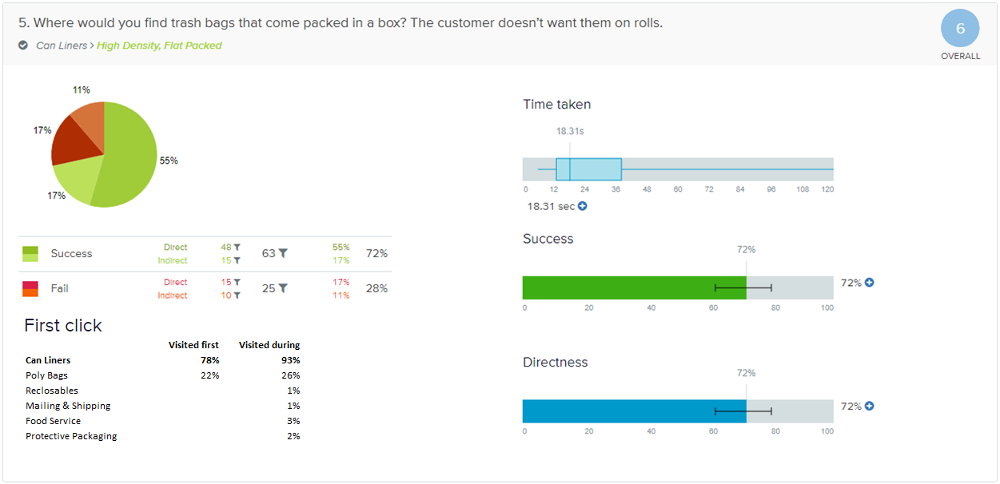 5. Where would you find trash bags that come packed in a box? The customer doesn't want them on rolls.
Can Liners > High Density, Flat Packed
6
OVERALL
11%
17%
55%
17%
Success Direct 48 63 55% 72%
Indirect 15 17%
Fail Direct 15 25 17% 28%
Indirect 10 11%
First click
Visited first Visited during
Can Liners 78% 93%
Poly Bags 22% 26%
Reclosables 1%
Mailing & Shipping 1%
Food Service 3%
Protective Packaging 2%
Time taken
18.31s
0 12 24 36 48 60 72 84 96 108 120
18.31 sec
Success
72%
72%
0 20 40 60 80 100
Directness
72%
72%
0 20 40 60 80 100